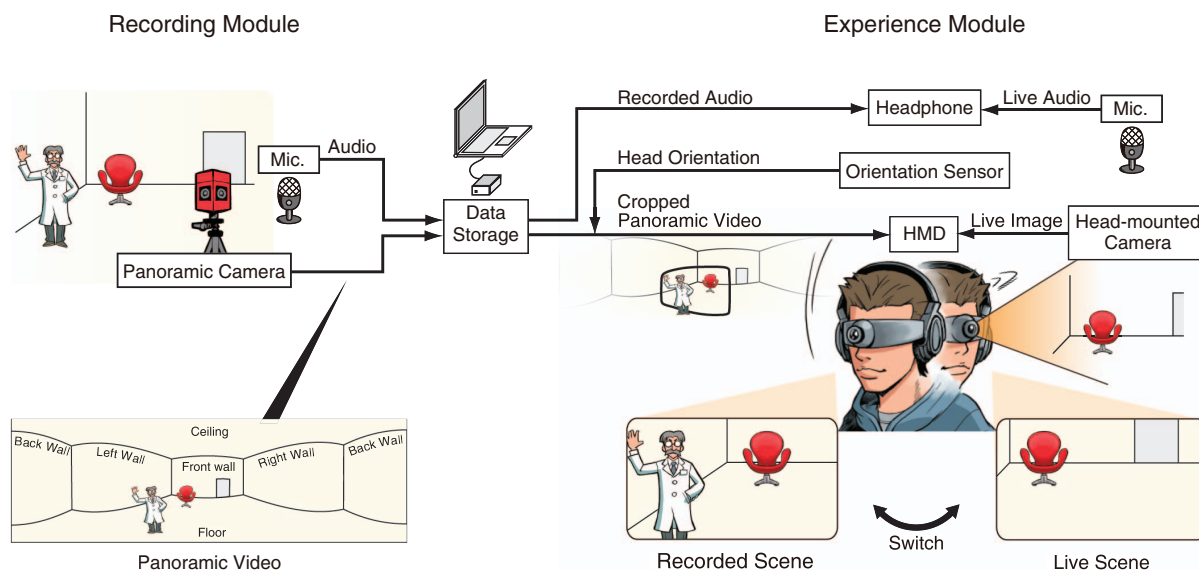 Recording Module
Experience Module
Mic.
Audio
Panoramic Camera
Data
Storage
Recorded Audio
Headphone
Live Audio
Mic.
Head Orientation
Orientation Sensor
Cropped
Panoramic Video
HMD
Live Image
Head-mounted
Camera
Ceiling
Back Wall
Left Wall
Front wall
Right Wall
Back Wall
Floor
Panoramic Video
Recorded Scene
Switch
Live Scene